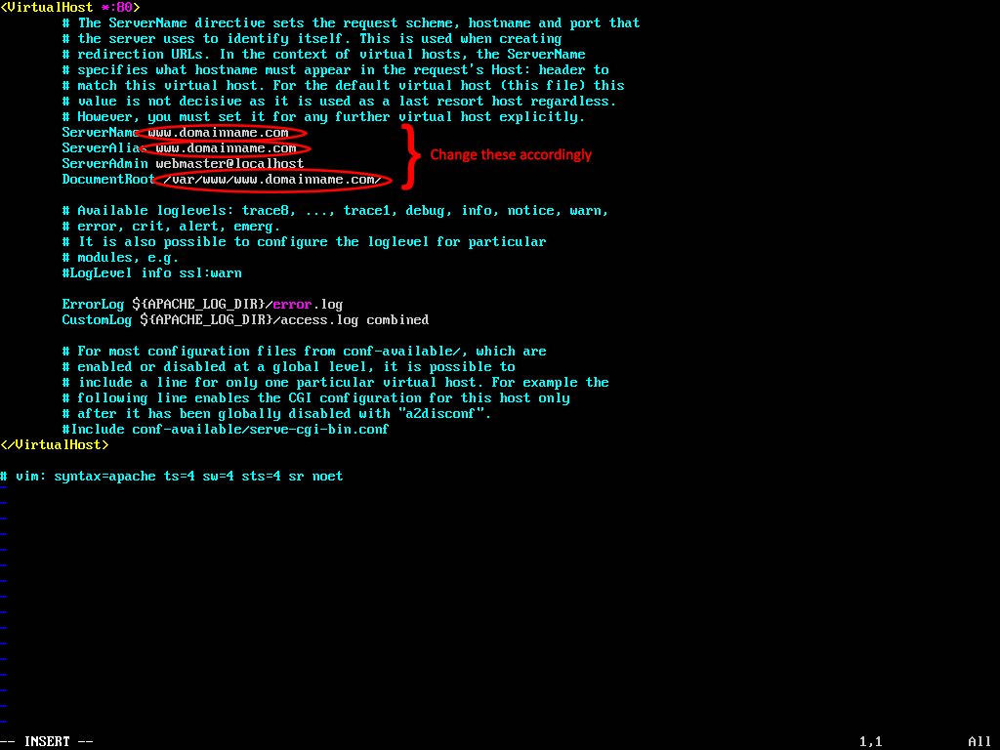 <VirtualHost *:80>
# The ServerName directive sets the request scheme, hostname and port that
# the server uses to identify itself. This is used when creating
# redirection URLs. In the context of virtual hosts, the ServerName
# specifies what hostname must appear in the request's Host: header to
# match this virtual host. For the default virtual host (this file) this
# value is not decisive as it is used as a last resort host regardless.
# However, you must set it for any further virtual host explicitly.
ServerName www.domainname.com
ServerAlias www.domainname.com
ServerAdmin webmaster@localhost
DocumentRoot /var/www/www.domainname.com/
Change these accordingly
# Available loglevels: trace8, ..., trace1, debug, info, notice, warn,
# error, crit, alert, emerg.
# It is also possible to configure the loglevel for particular
# modules, e.g.
#LogLevel info ssl:warn
ErrorLog ${APACHE_LOG_DIR}/error.log
CustomLog ${APACHE_LOG_DIR}/access.log combined
# For most configuration files from conf-available/, which are
# enabled or disabled at a global level, it is possible to
# include a line for only one particular virtual host. For example the
# following line enables the CGI configuration for this host only
# after it has been globally disabled with "a2disconf".
#Include conf-available/serve-cgi-bin.conf
</VirtualHost>
# vim: syntax=apache ts=4 sw=4 sts=4 sr noet
-- INSERT -- 1,1 All